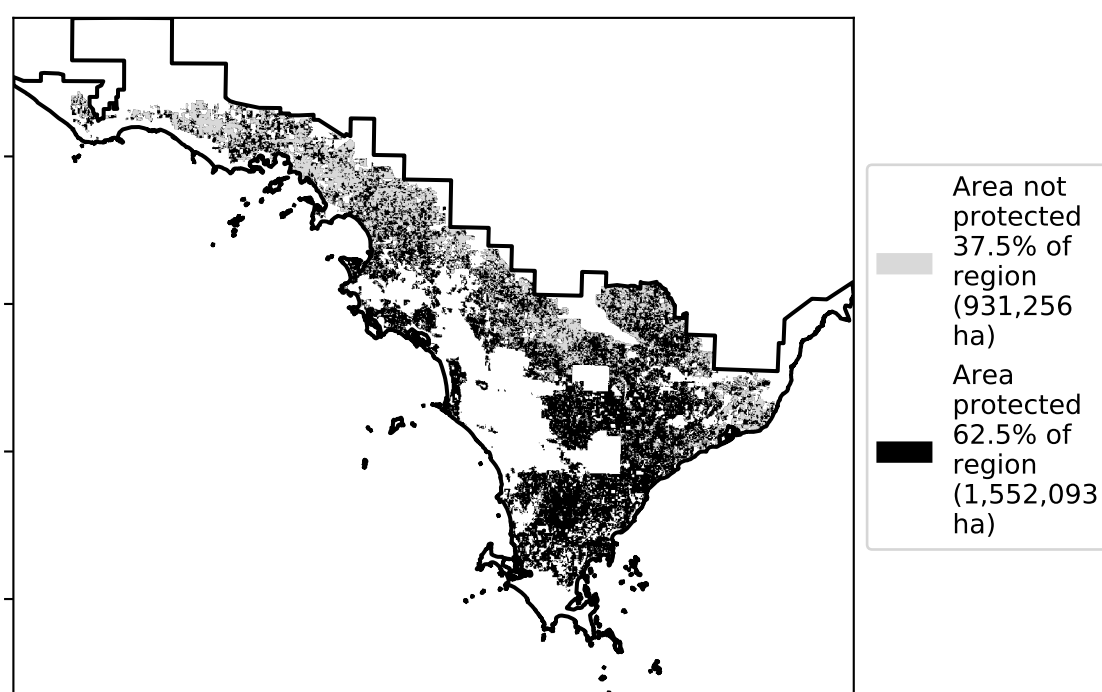 Area not
protected
37.5% of
region
(931,256
ha)
Area
protected
62.5% of
region
(1,552,093
ha)